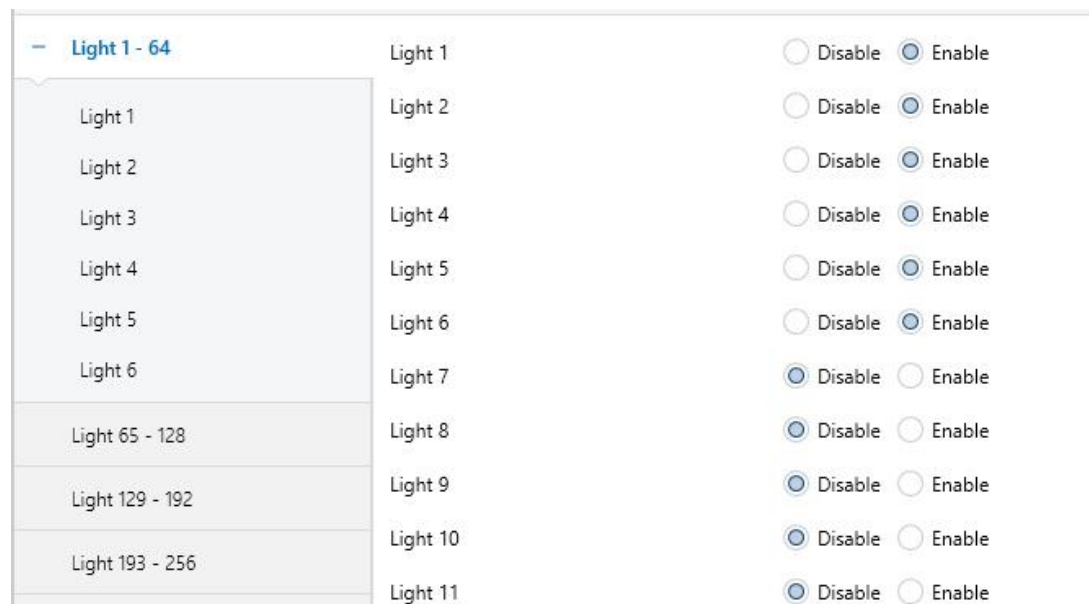 Light 1 - 64
Light 1
Light 2
Light 3
Light 4
Light 5
Light 6
Light 65 - 128
Light 129 - 192
Light 193 - 256
Light 1 Disable Enable
Light 2 Disable Enable
Light 3 Disable Enable
Light 4 Disable Enable
Light 5 Disable Enable
Light 6 Disable Enable
Light 7 Disable Enable
Light 8 Disable Enable
Light 9 Disable Enable
Light 10 Disable Enable
Light 11 Disable Enable